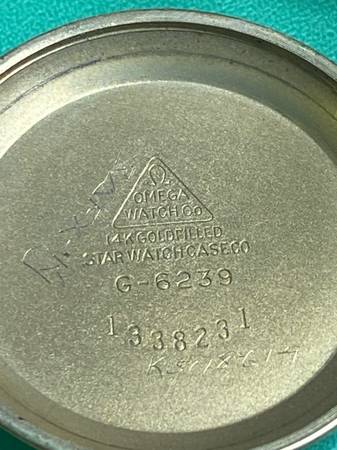 Ω
OMEGA
WATCH CO
14K GOLD FILLED
STAR WATCH CASE CO
G-6239
1338231